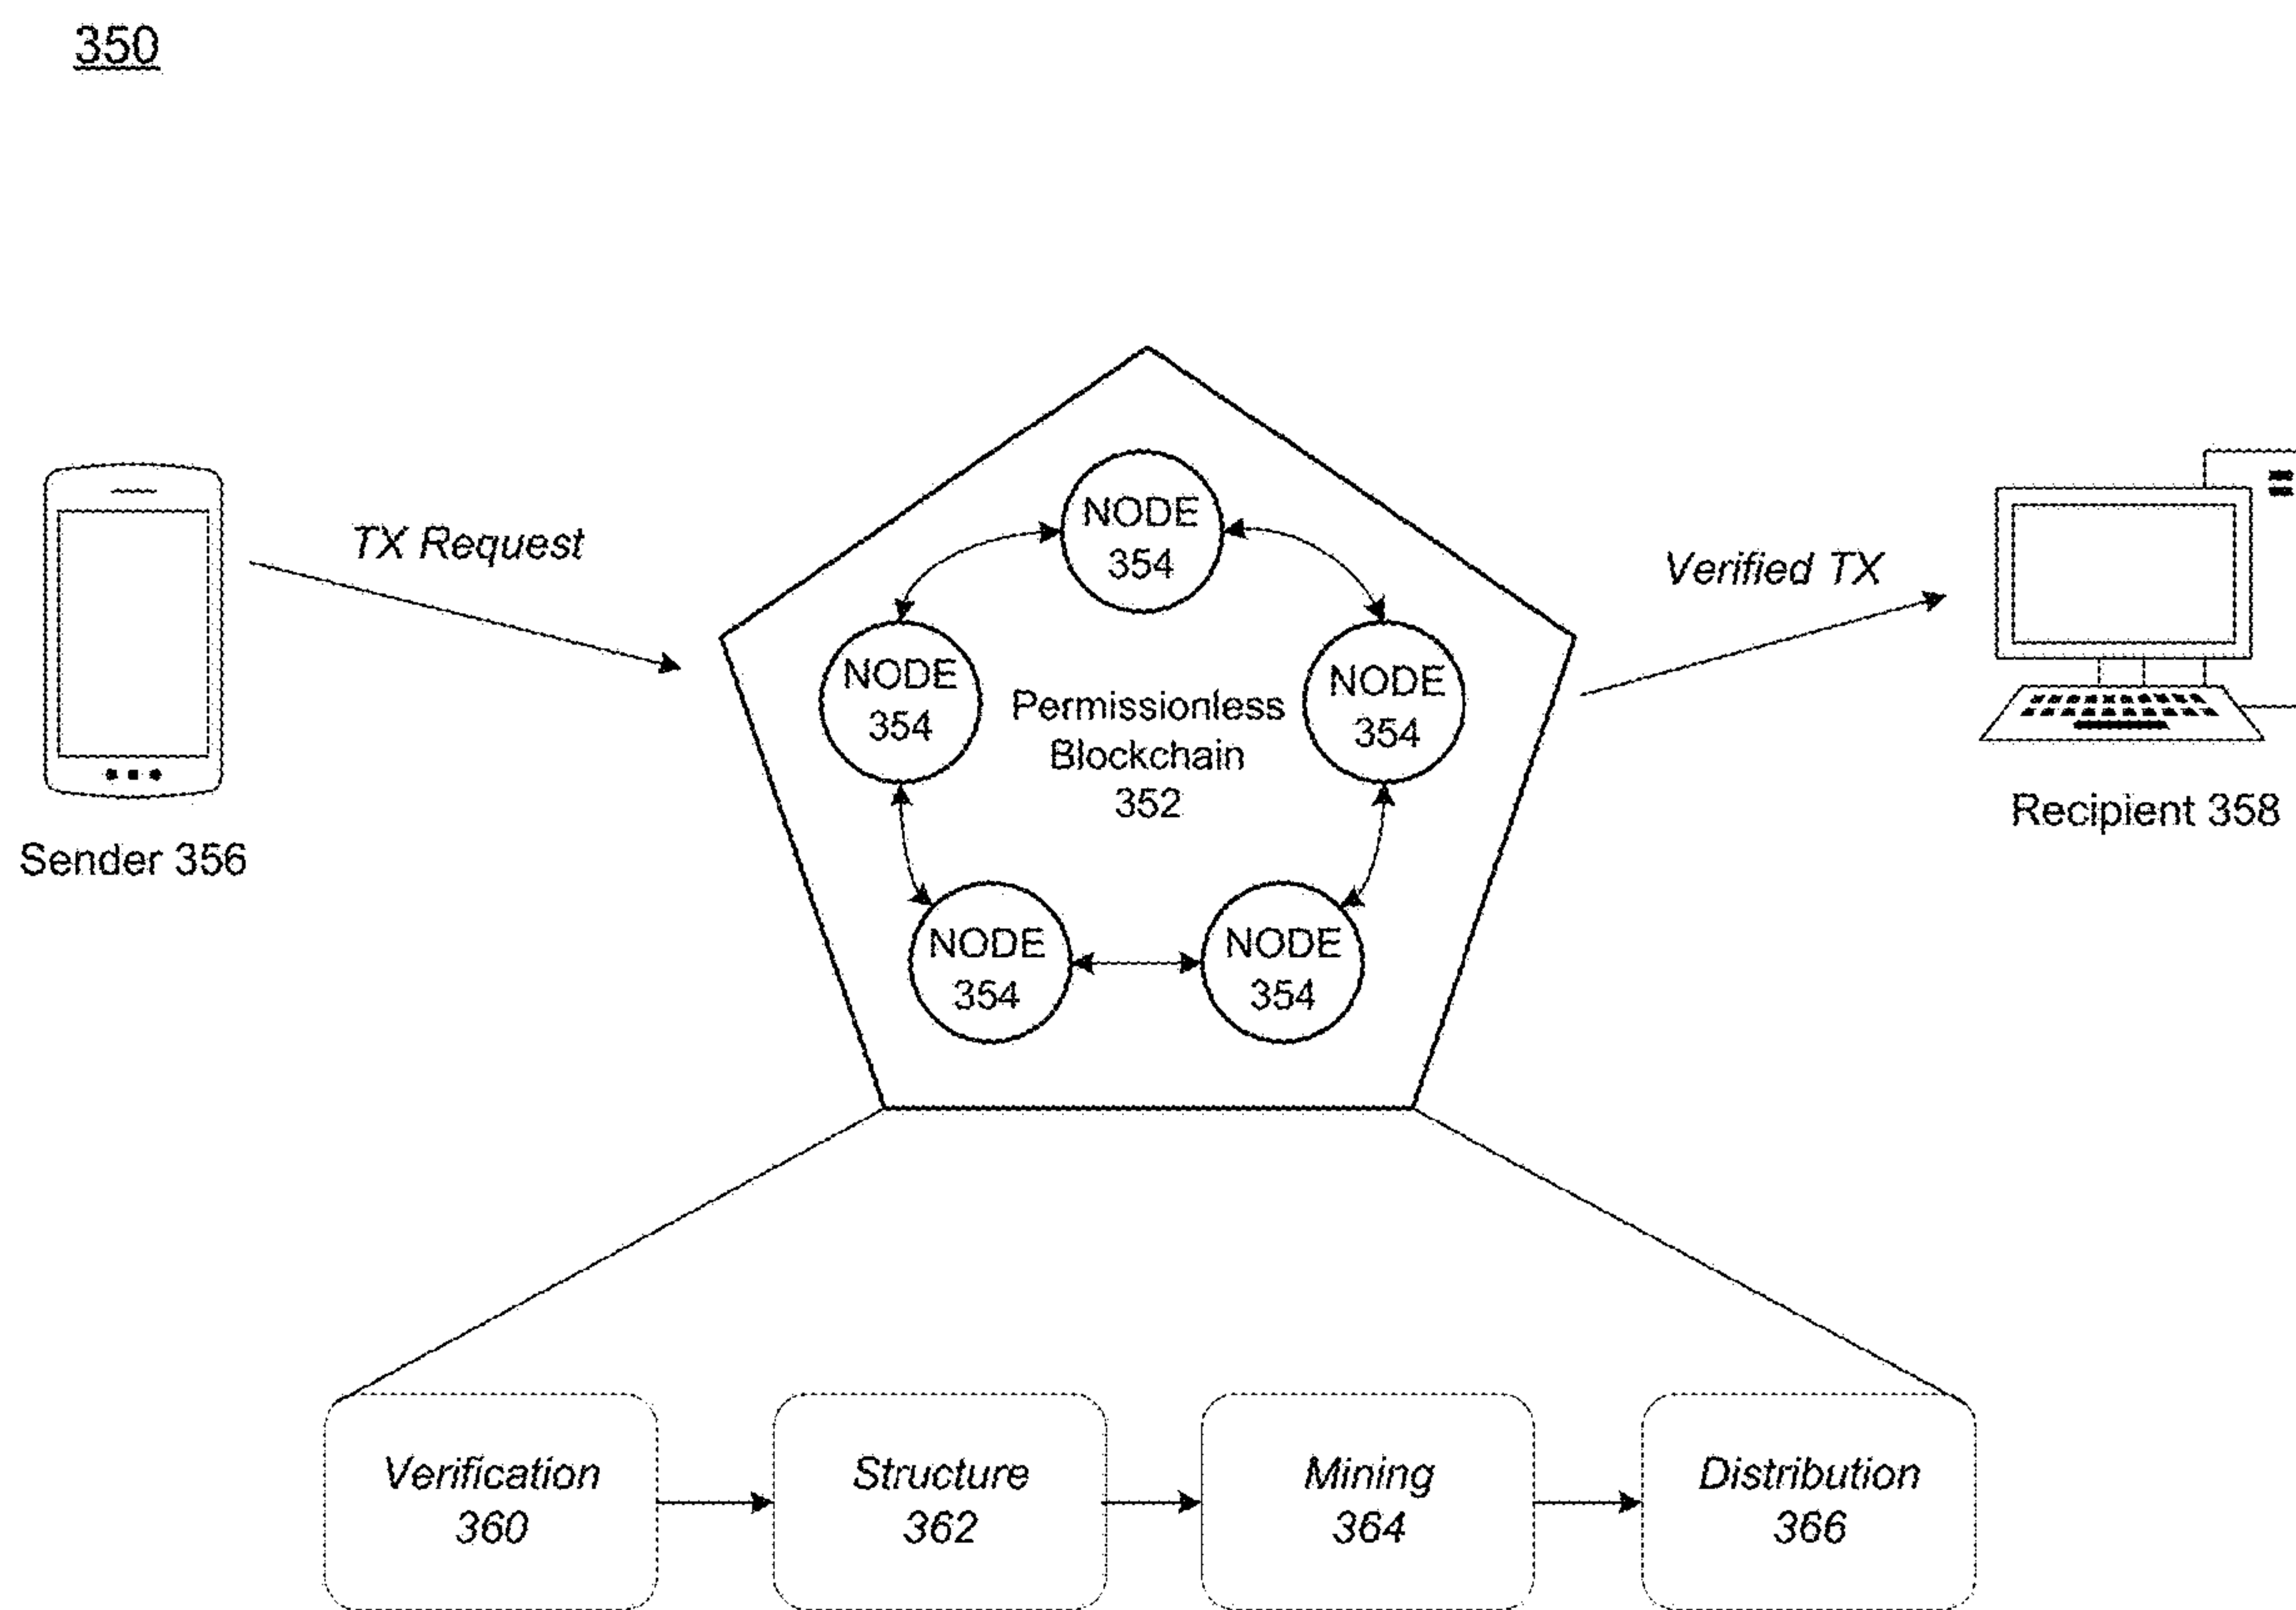 350
TX Request
Verified TX
NODE
354
NODE
354
NODE
354
Permissionless
Blockchain
352
NODE
354
NODE
354
Sender 356
Recipient 358
Verification
360
Structure
362
Mining
364
Distribution
366